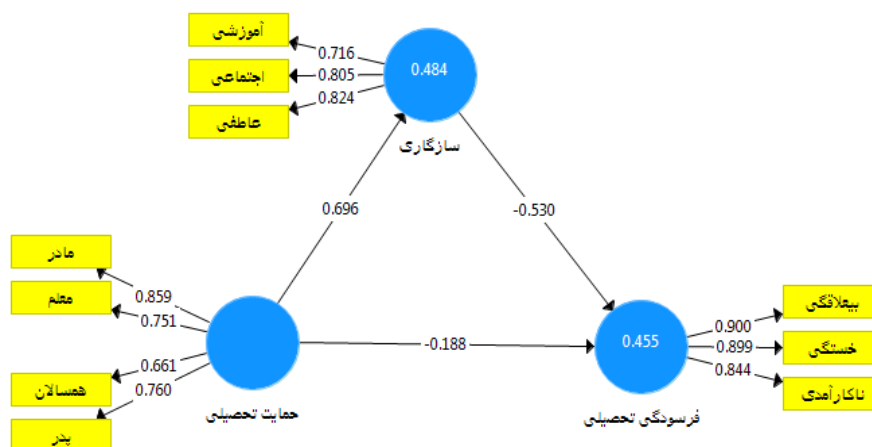 آموزشی
0.716
اجتماعی
0.805
عاطفی
0.824
0.484
سازگاری
0.696
-0.530
مادر
0.859
معلم
0.751
همسالان
0.661
پدر
0.760
حمایت تحصیلی
-0.188
0.455
فرسودگی تحصیلی
بیعلاقگی
0.900
خستگی
0.899
ناکارآمدی
0.844